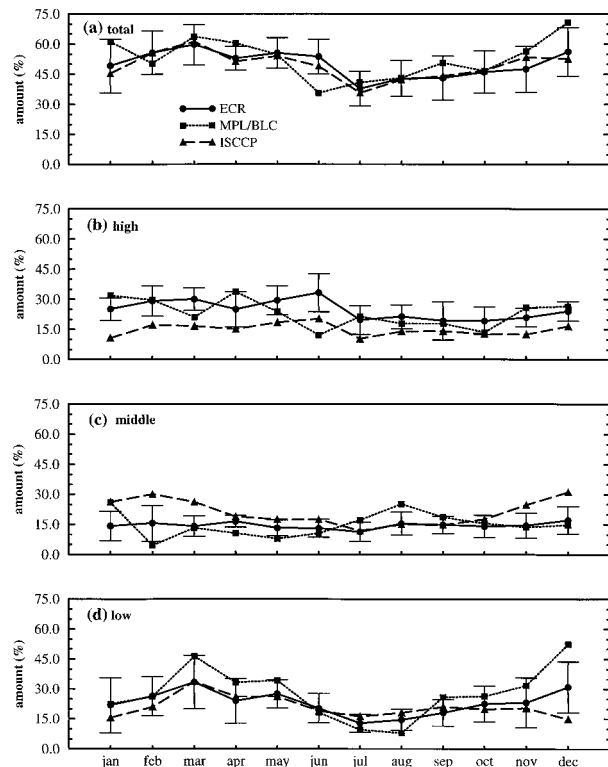 (a) total
75.0
60.0
45.0
30.0
15.0
0.0
amount (%)
ECR
MPL/BLC
ISCCP
(b) high
75.0
60.0
45.0
30.0
15.0
0.0
amount (%)
(c) middle
75.0
60.0
45.0
30.0
15.0
0.0
amount (%)
(d) low
75.0
60.0
45.0
30.0
15.0
0.0
amount (%)
jan feb mar apr may jun jul aug sep oct nov dec